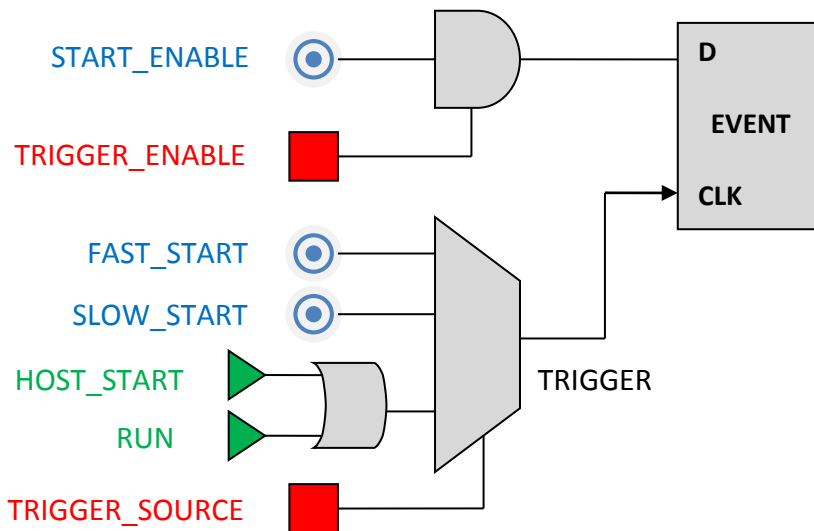 START_ENABLE
D
EVENT
TRIGGER_ENABLE
CLK
FAST_START
SLOW_START
HOST_START
TRIGGER
RUN
TRIGGER_SOURCE